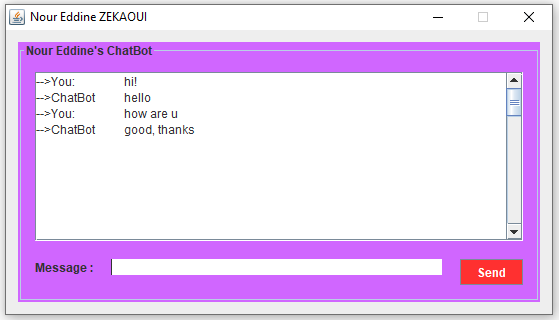 Nour Eddine ZEKAOUI
Nour Eddine's ChatBot
-->You: hi!
-->ChatBot hello
-->You: how are u
-->ChatBot good, thanks
Message :
Send